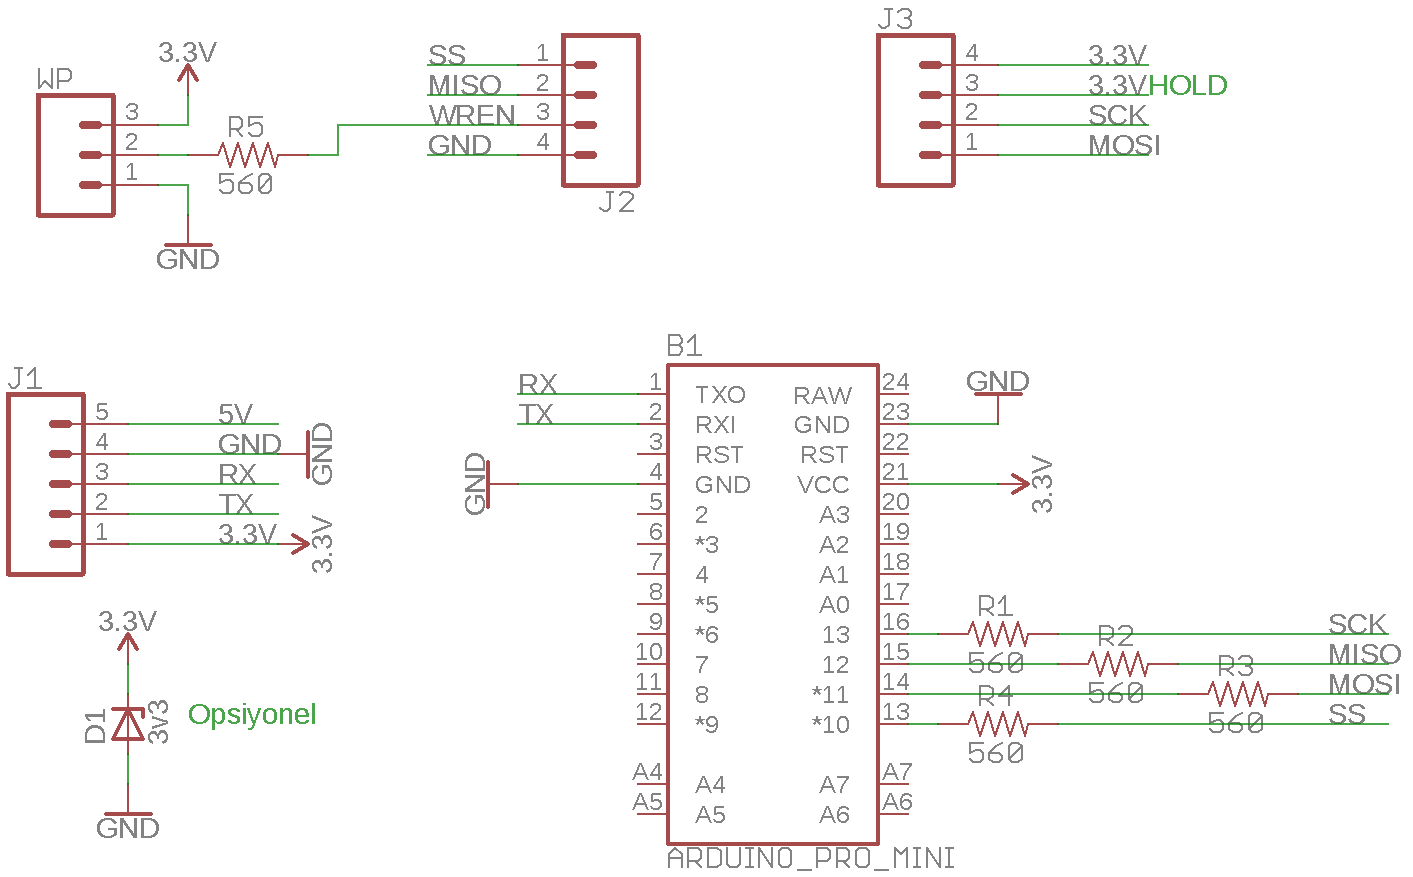 WP
3.3V
3
2
1
R5
560
GND
SS
MISO
WREN
GND
1
2
3
4
J2
J3
4
3
2
1
3.3V
3.3VHOLD
SCK
MOSI
J1
5
4
3
2
1
5V
GND
RX
TX
3.3V
GND
3.3V
3.3V
D1
3v3
Opsiyonel
GND
B1
RX
TX
GND
1 TXO RAW 24
2 RXI GND 23
3 RST RST 22
4 GND VCC 21
5 2 A3 20
6 *3 A2 19
7 4 A1 18
8 *5 A0 17
9 *6 13 16
10 7 12 15
11 8 *11 14
12 *9 *10 13
A4 A4 A7 A7
A5 A5 A6 A6
ARDUINO_PRO_MINI
GND
3.3V
R1
560
R2
560
R3
560
R4
560
SCK
MISO
MOSI
SS